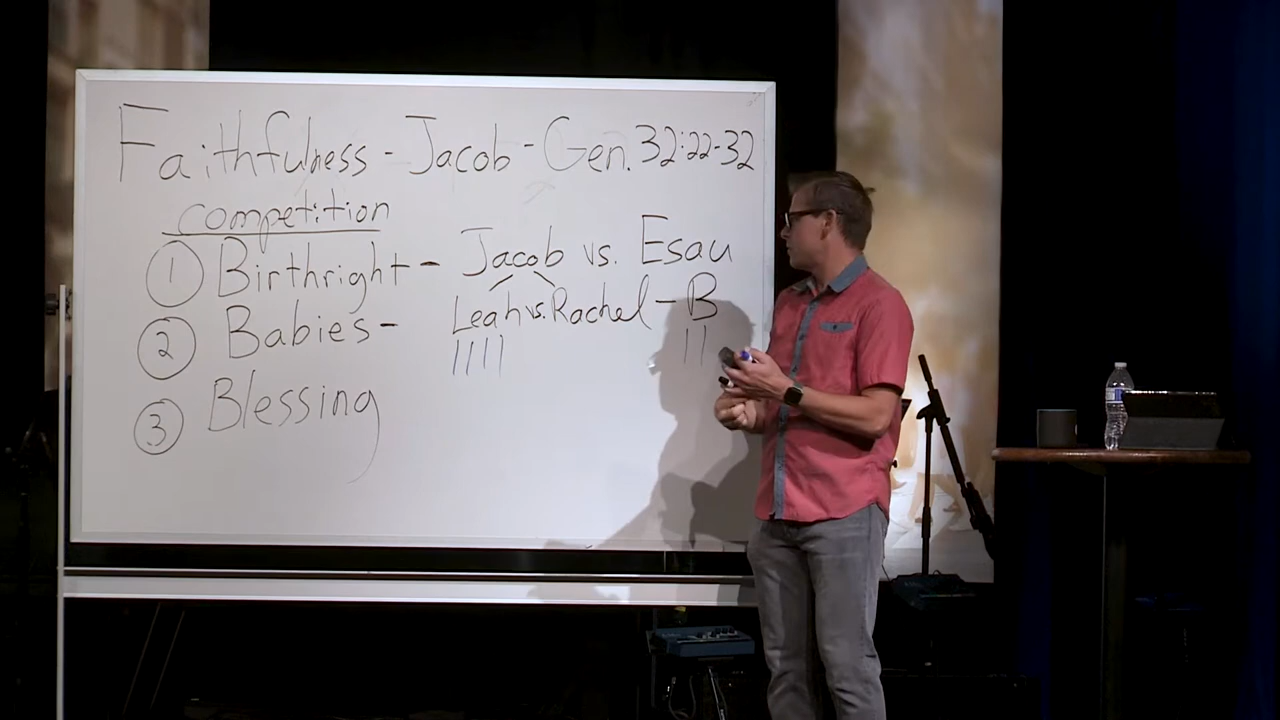 Faithfulness - Jacob - Gen. 32:22-32
competition
1 Birthright - Jacob vs. Esau
2 Babies - Leah vs. Rachel - B
IIII II
3 Blessing